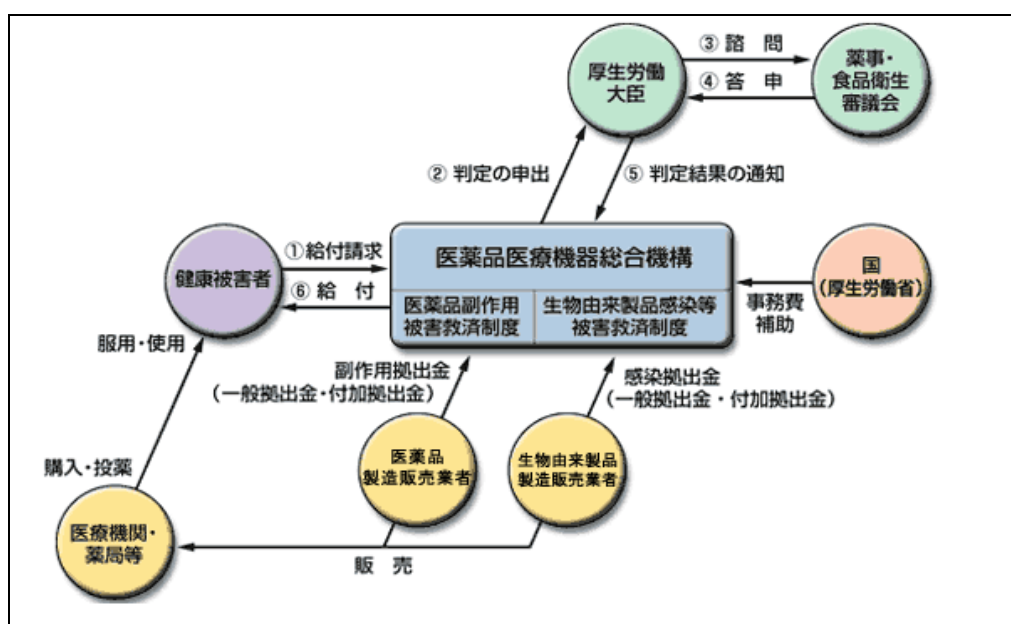 ③ 諮　問
④ 答　申
厚生労働
大臣
薬事・
食品衛生
審議会
② 判定の申出
⑤ 判定結果の通知
健康被害者
①給付請求
⑥ 給　付
医薬品医療機器総合機構
医薬品副作用
被害救済制度
生物由来製品感染等
被害救済制度
国
(厚生労働省)
事務費
補助
服用・使用
副作用拠出金
(一般拠出金・付加拠出金)
感染拠出金
(一般拠出金・付加拠出金)
購入・投薬
医薬品
製造販売業者
生物由来製品
製造販売業者
医療機関・
薬局等
販　売